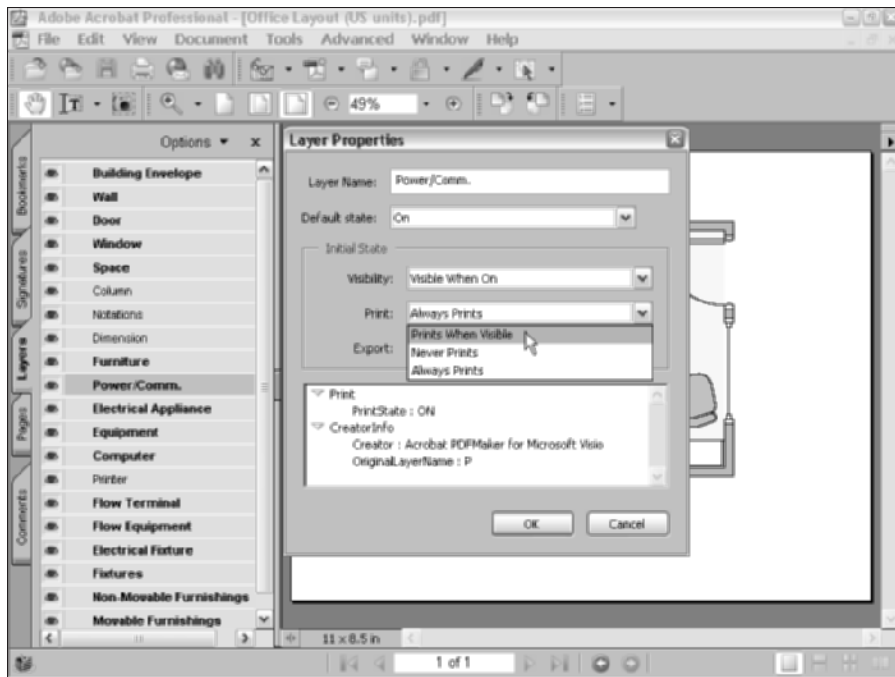 Adobe Acrobat Professional - [Office Layout (US units).pdf]
File Edit View Document Tools Advanced Window Help
49%
Options
x
Bookmarks
Signatures
Layers
Pages
Comments
Building Envelope
Wall
Door
Window
Space
Column
Notations
Dimension
Furniture
Power/Comm.
Electrical Appliance
Equipment
Computer
Printer
Flow Terminal
Flow Equipment
Electrical Fixture
Fixtures
Non-Movable Furnishings
Movable Furnishings
Layer Properties
Layer Name: Power/Comm.
Default state: On
Initial State
Visibility: Visible When On
Print: Always Prints
Prints When Visible
Never Prints
Always Prints
Export:
Print
PrintState : ON
CreatorInfo
Creator : Acrobat PDFMaker for Microsoft Visio
OriginalLayerName : P
OK Cancel
11 x 8.5 in
1 of 1